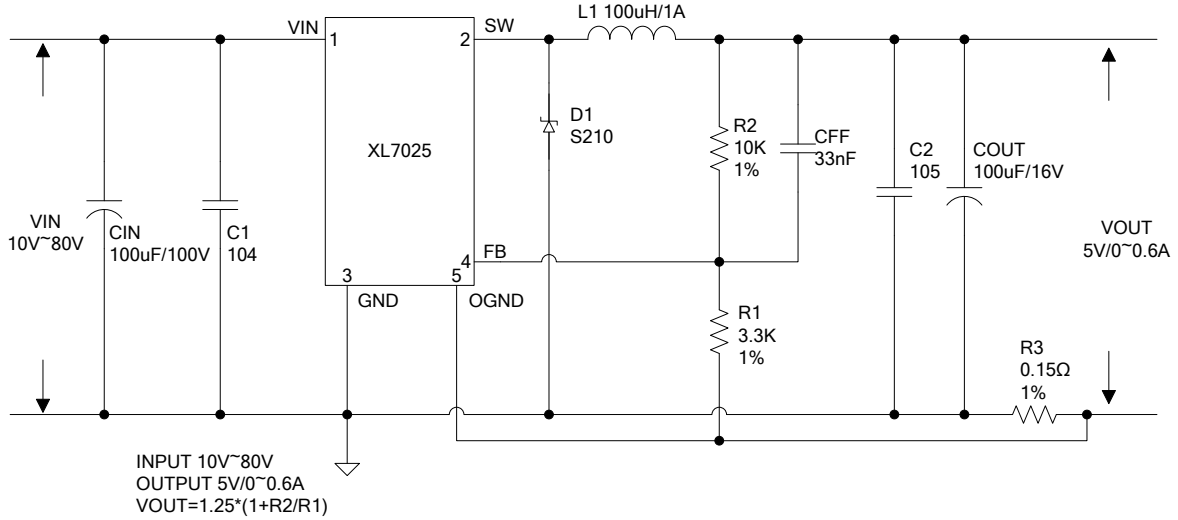 L1 100uH/1A
VIN
SW
1
2
D1
S210
R2
10K
1%
CFF
33nF
XL7025
C2
105
COUT
100uF/16V
VIN
10V~80V
CIN
100uF/100V
C1
104
VOUT
5V/0~0.6A
4
FB
3
5
GND
OGND
R1
3.3K
1%
R3
0.15Ω
1%
INPUT 10V~80V
OUTPUT 5V/0~0.6A
VOUT=1.25*(1+R2/R1)